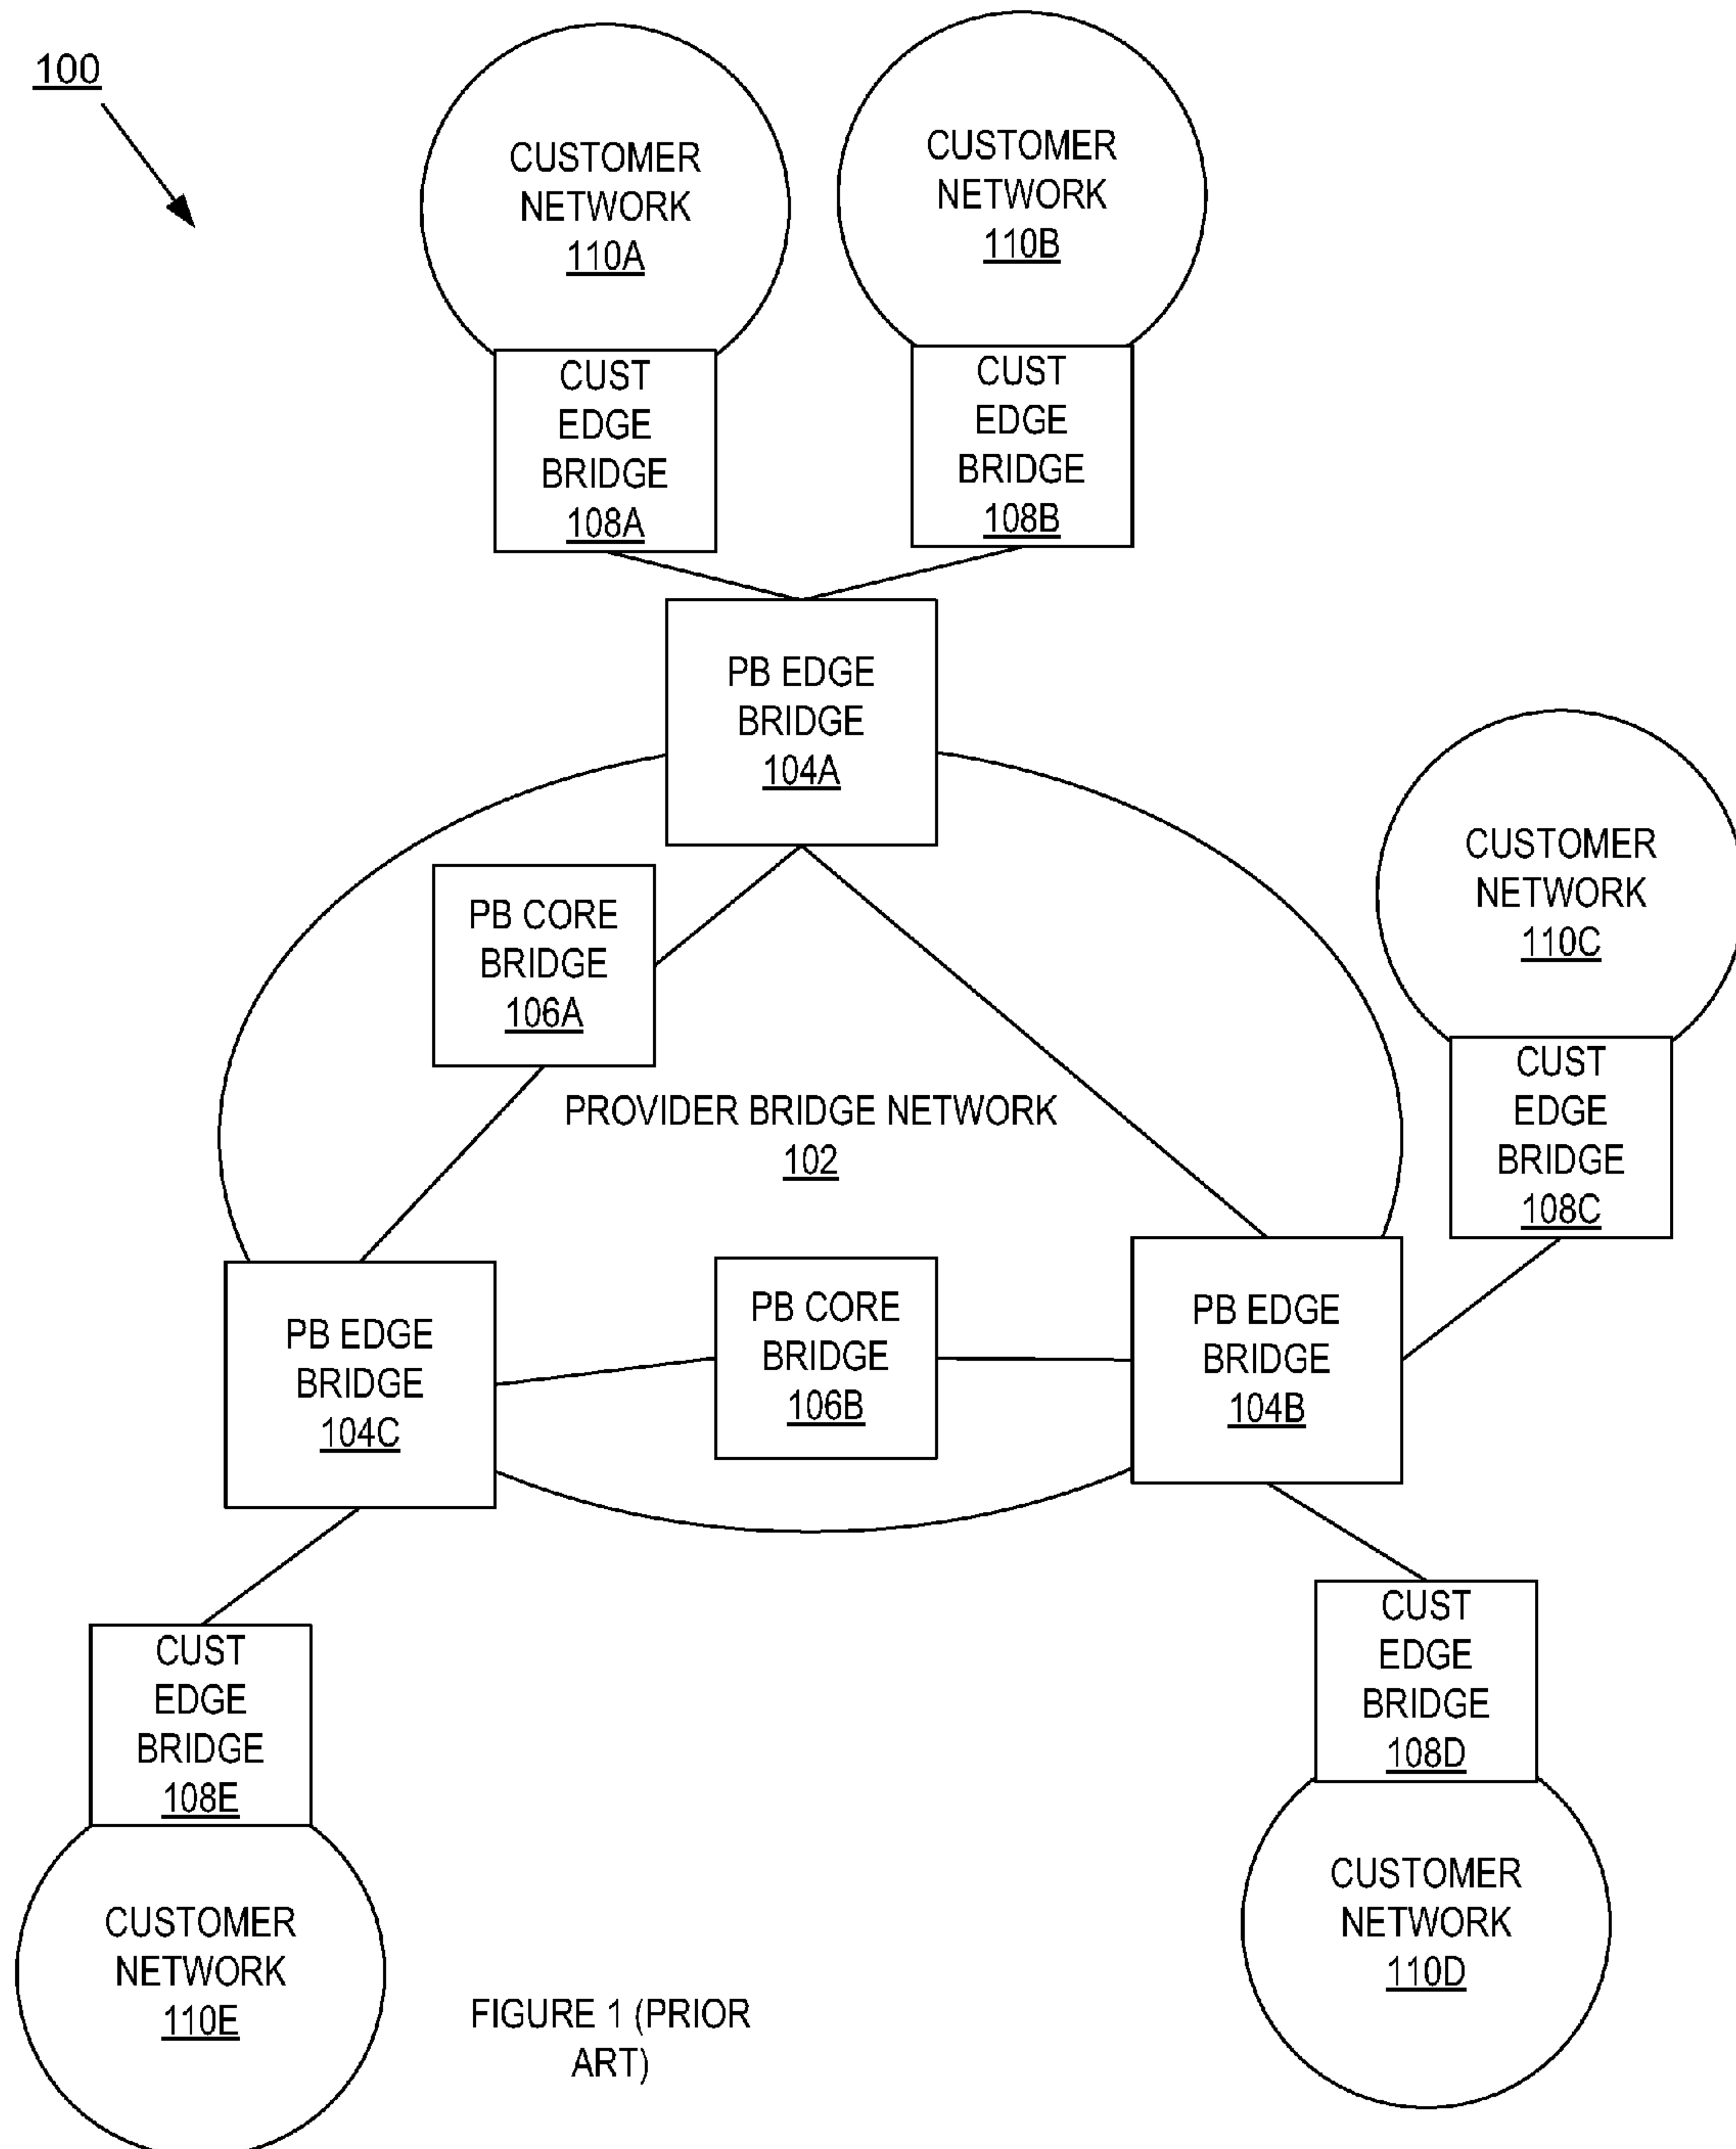 100
CUSTOMER
NETWORK
110A
CUSTOMER
NETWORK
110B
CUST
EDGE
BRIDGE
108A
CUST
EDGE
BRIDGE
108B
PB EDGE
BRIDGE
104A
CUSTOMER
NETWORK
110C
PB CORE
BRIDGE
106A
CUST
EDGE
BRIDGE
108C
PROVIDER BRIDGE NETWORK
102
PB EDGE
BRIDGE
104C
PB CORE
BRIDGE
106B
PB EDGE
BRIDGE
104B
CUST
EDGE
BRIDGE
108E
CUST
EDGE
BRIDGE
108D
CUSTOMER
NETWORK
110E
CUSTOMER
NETWORK
110D
FIGURE 1 (PRIOR
ART)